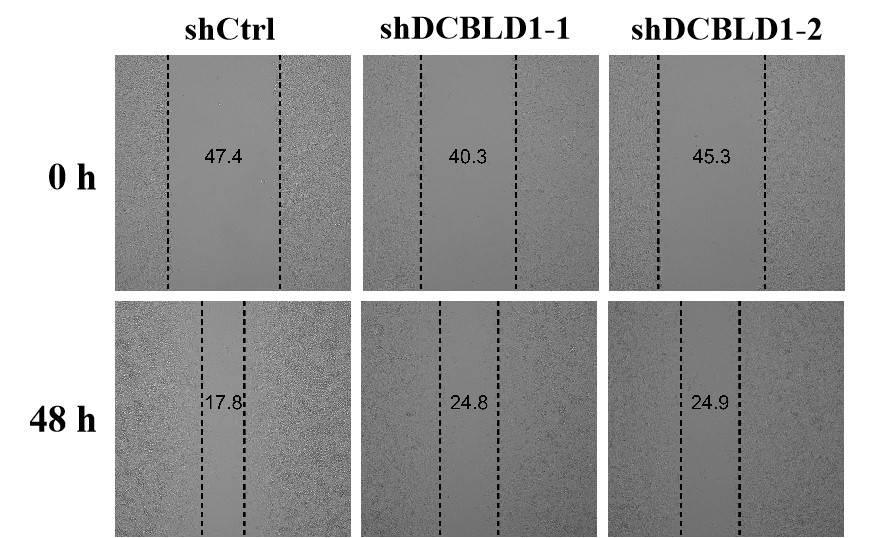 shCtrl shDCBLD1-1 shDCBLD1-2
0 h 47.4 40.3 45.3
48 h 17.8 24.8 24.9